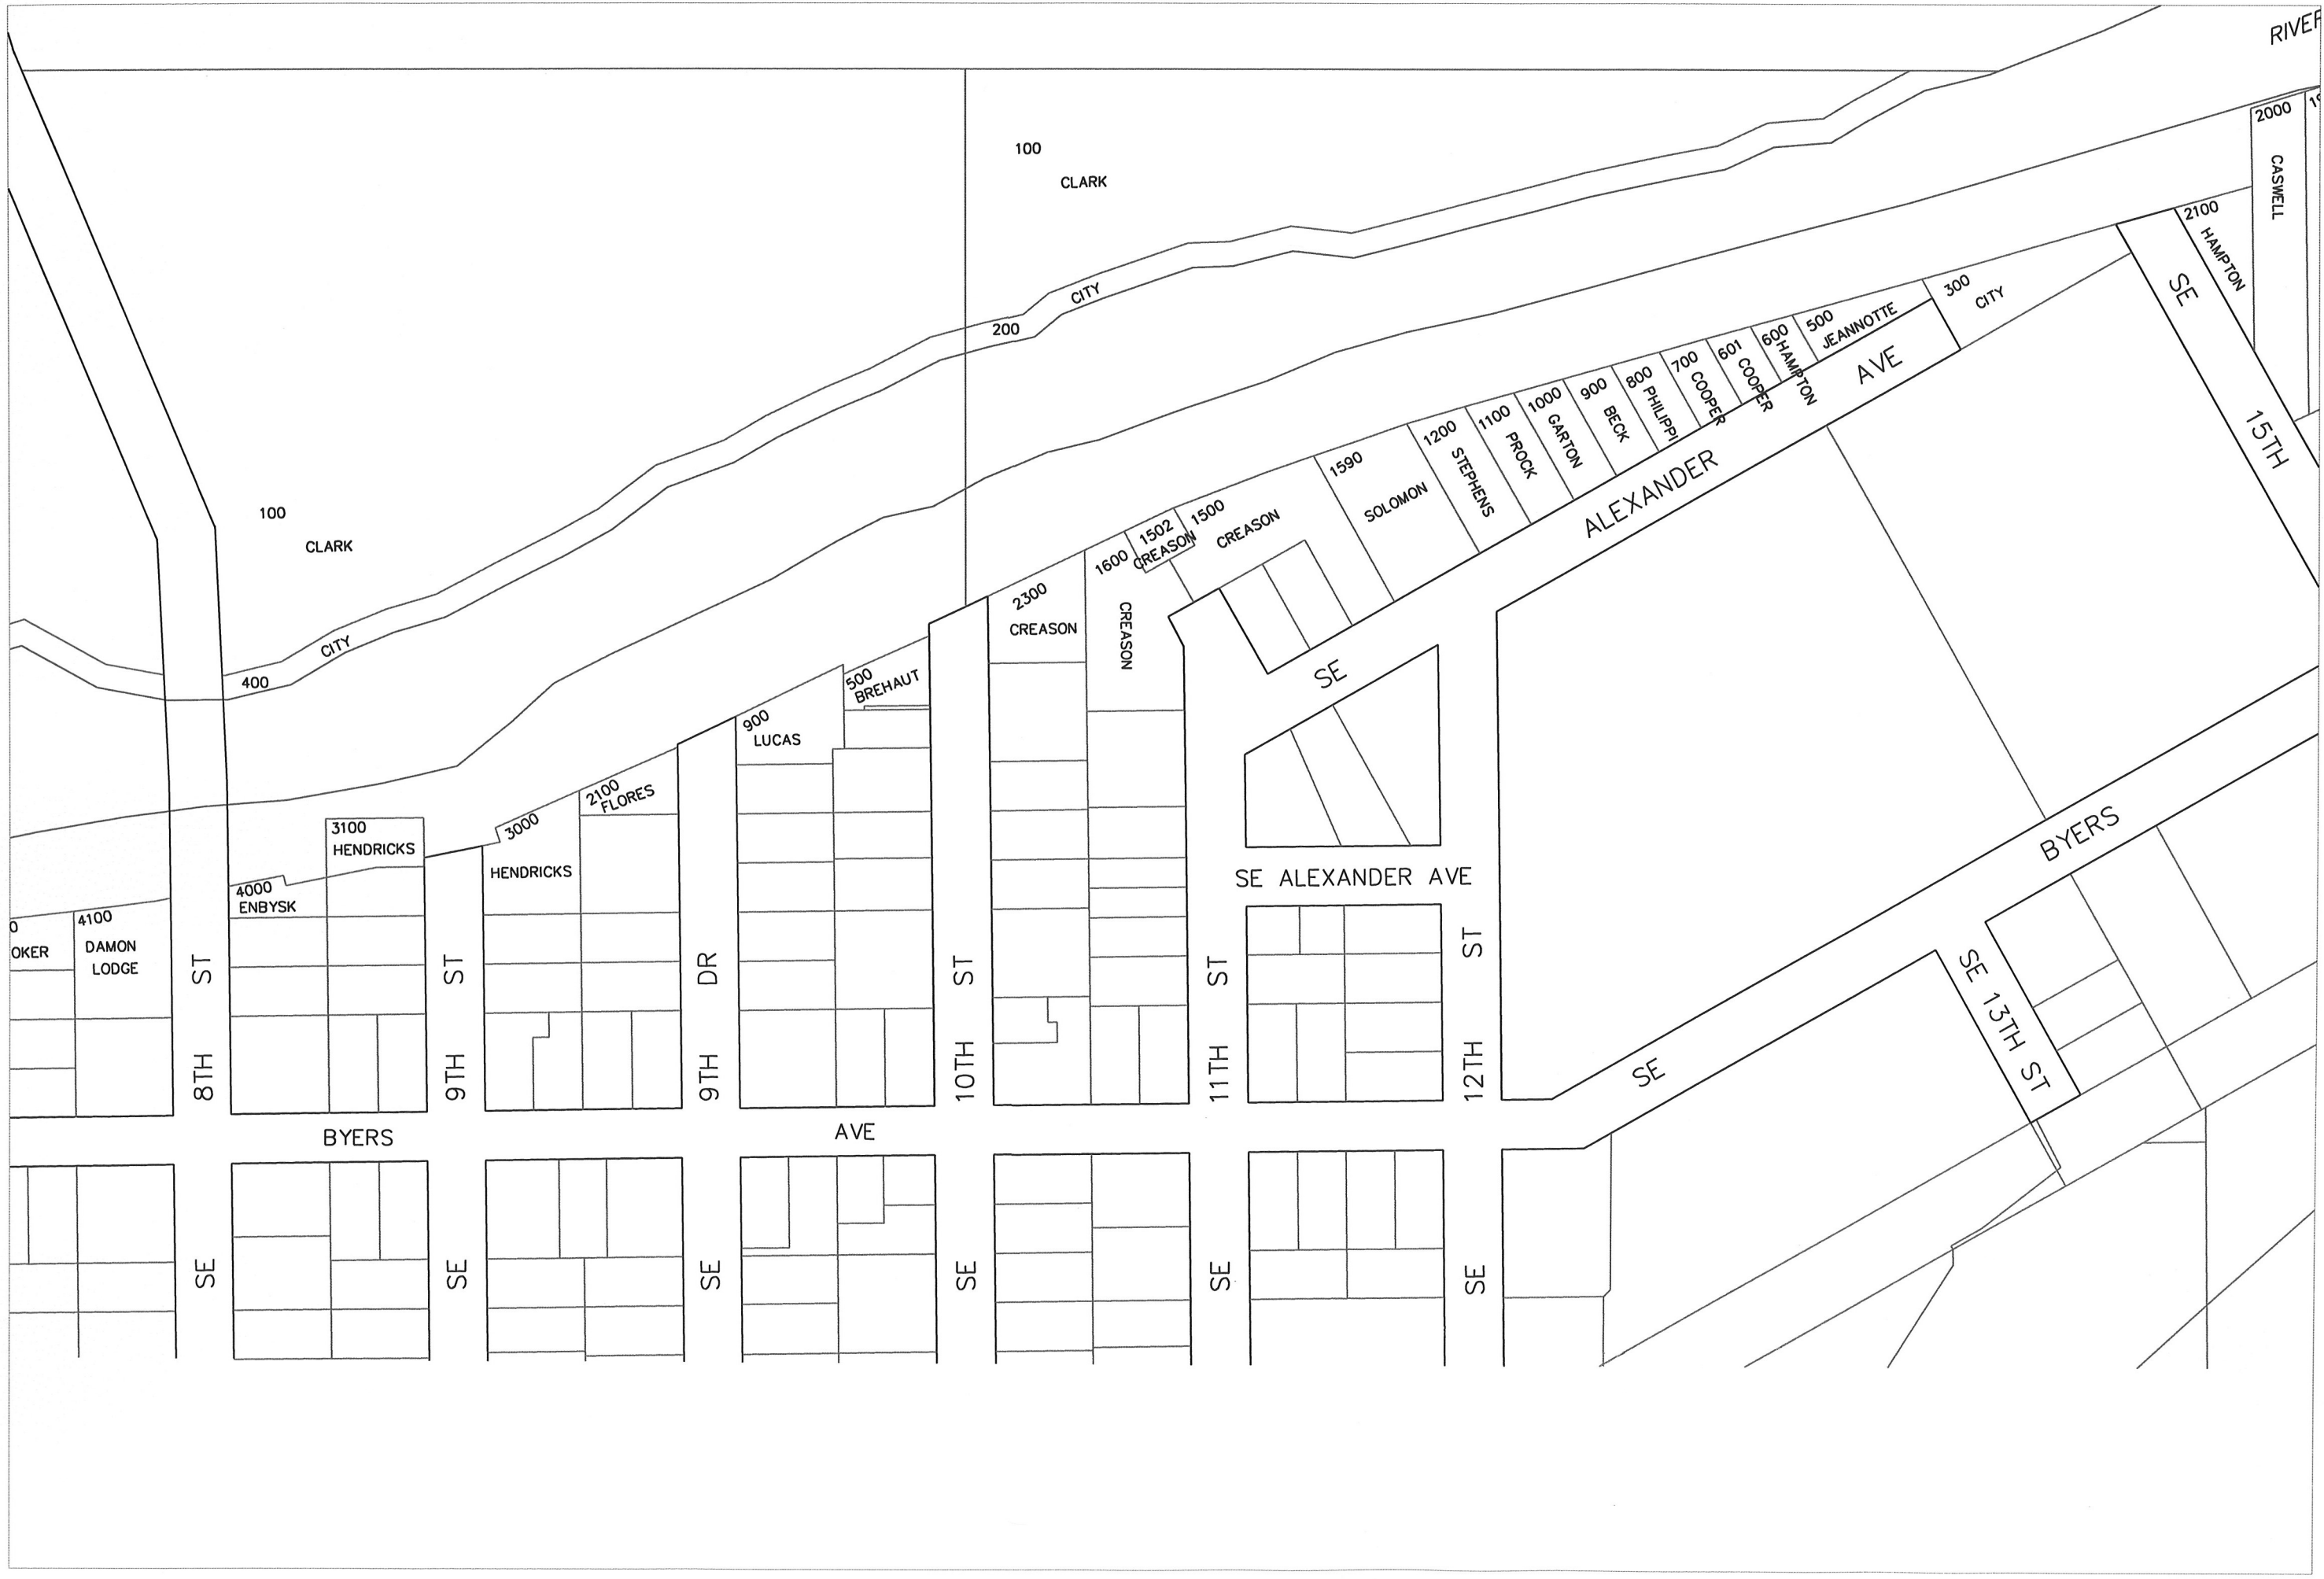 RIVER
2000
CASWELL
100
CLARK
2100
HAMPTON
SE
15TH
CITY
200
300
CITY
500
JEANNOTTE
600
HAMPTON
601
COOPER
700
COOPER
800
PHILIPPI
900
BECK
1000
GARTON
1100
PROCK
1200
STEPHENS
1590
SOLOMON
AVE
ALEXANDER
SE
100
CLARK
1500
CREASON
1502
CREASON
1600
CREASON
2300
CREASON
CITY
400
500
BREHAUT
900
LUCAS
2100
FLORES
3000
HENDRICKS
3100
HENDRICKS
4000
ENBYSK
4100
DAMON
LODGE
0
OKER
SE ALEXANDER AVE
BYERS
SE
SE 13TH ST
8TH ST
9TH ST
9TH DR
10TH ST
11TH ST
12TH ST
BYERS AVE
SE
SE
SE
SE
SE
SE